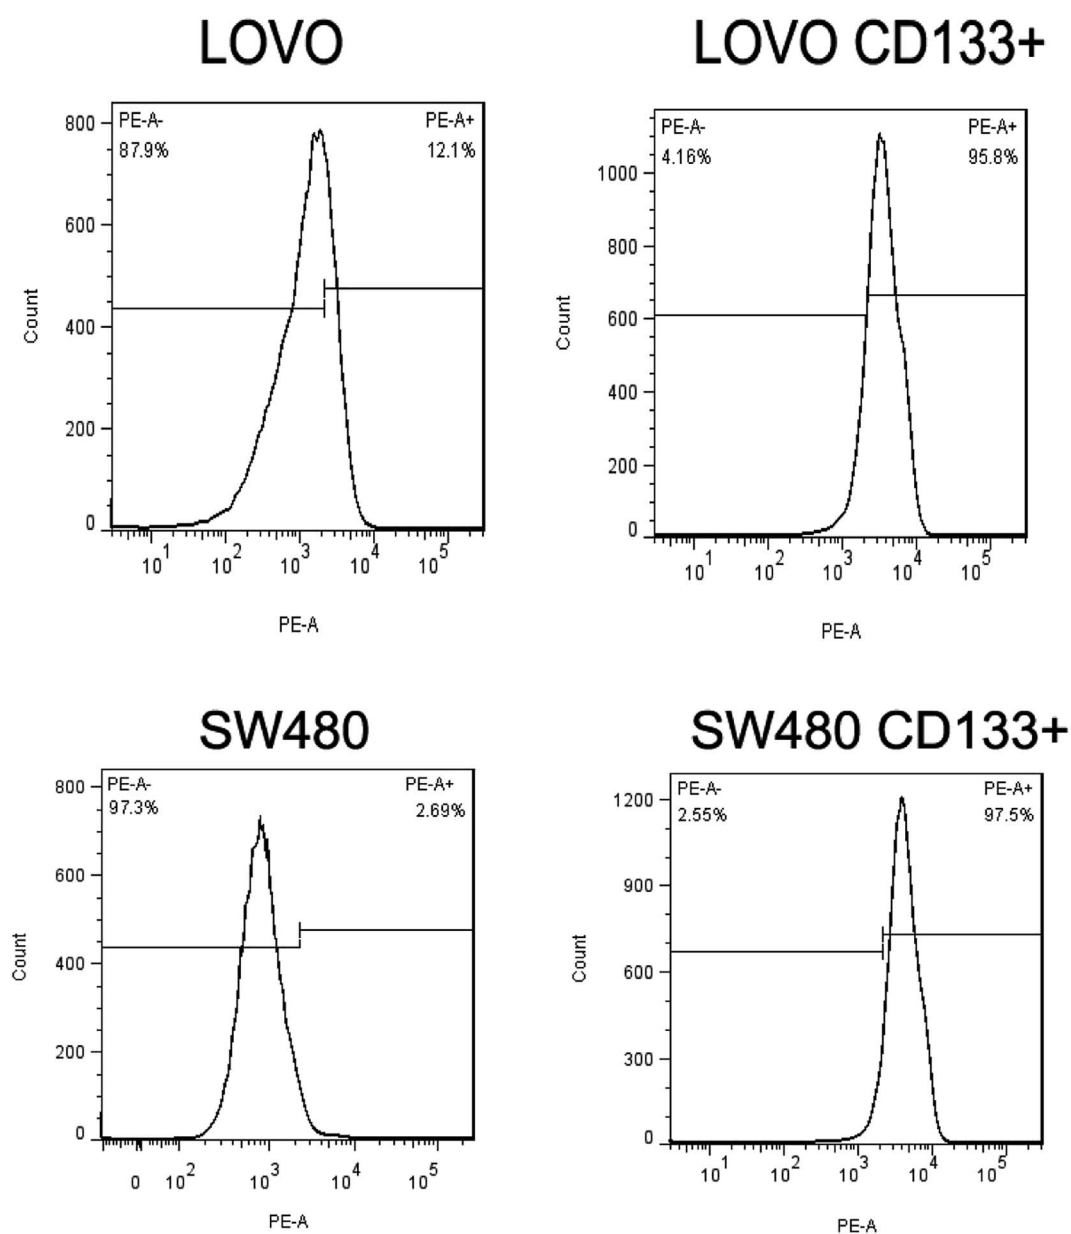 LOVO
LOVO CD133+
PE-A- PE-A+
87.9% 12.1%
800
600
400
200
0
Count
10^1 10^2 10^3 10^4 10^5
PE-A
PE-A- PE-A+
4.16% 95.8%
1000
800
600
400
200
0
Count
10^1 10^2 10^3 10^4 10^5
PE-A
SW480
SW480 CD133+
PE-A- PE-A+
97.3% 2.69%
800
600
400
200
0
Count
0 10^2 10^3 10^4 10^5
PE-A
PE-A- PE-A+
2.55% 97.5%
1200
900
600
300
0
Count
10^1 10^2 10^3 10^4 10^5
PE-A